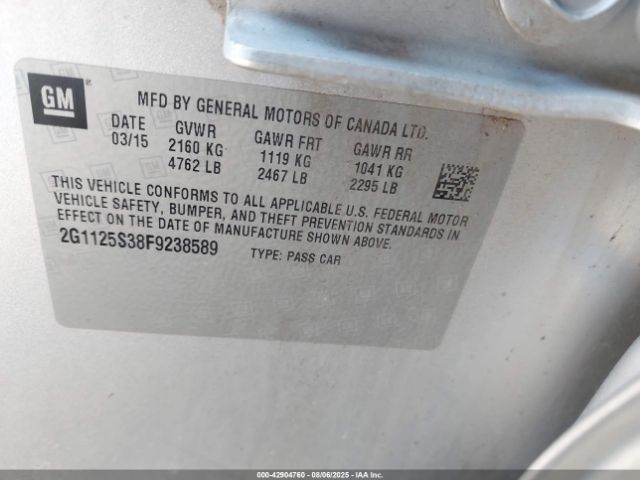 GM
MFD BY GENERAL MOTORS OF CANADA LTD.
DATE GVWR GAWR FRT GAWR RR
03/15 2160 KG 1119 KG 1041 KG
4762 LB 2467 LB 2295 LB
THIS VEHICLE CONFORMS TO ALL APPLICABLE U.S. FEDERAL MOTOR
VEHICLE SAFETY, BUMPER, AND THEFT PREVENTION STANDARDS IN
EFFECT ON THE DATE OF MANUFACTURE SHOWN ABOVE.
2G1125S38F9238589 TYPE: PASS CAR
000-42904760 - 08/06/2025 - IAA Inc.